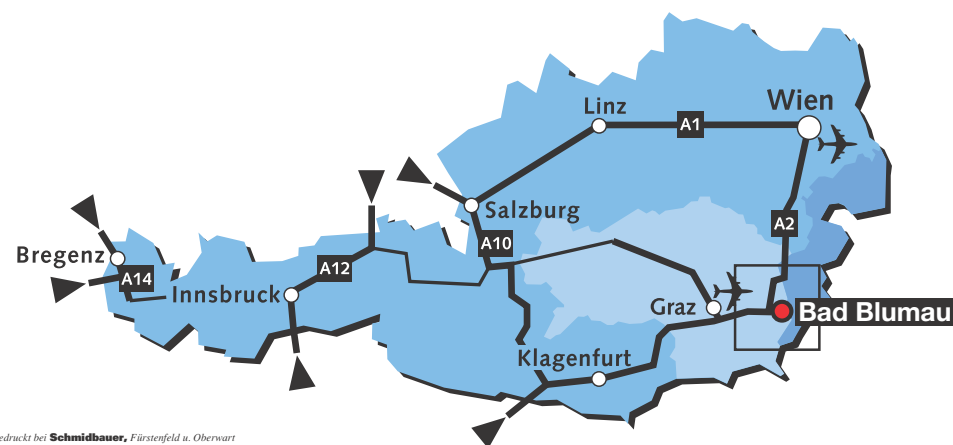 Wien
Linz
A1
Salzburg
A2
A10
Bregenz
A12
A14
Innsbruck
Graz
Bad Blumau
Klagenfurt
edruckt bei Schmidbauer, Fürstenfeld u. Oberwart